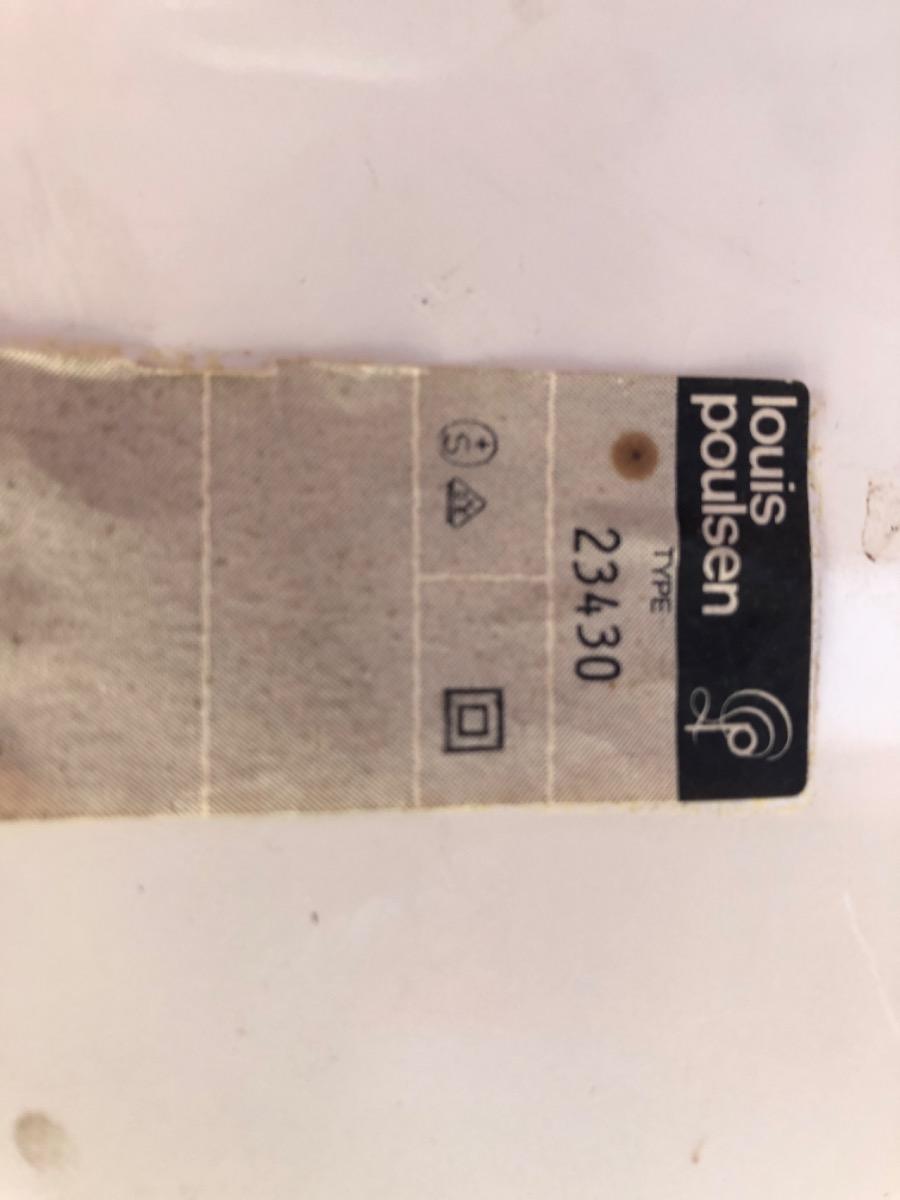 louis
poulsen
TYPE
23430
+S